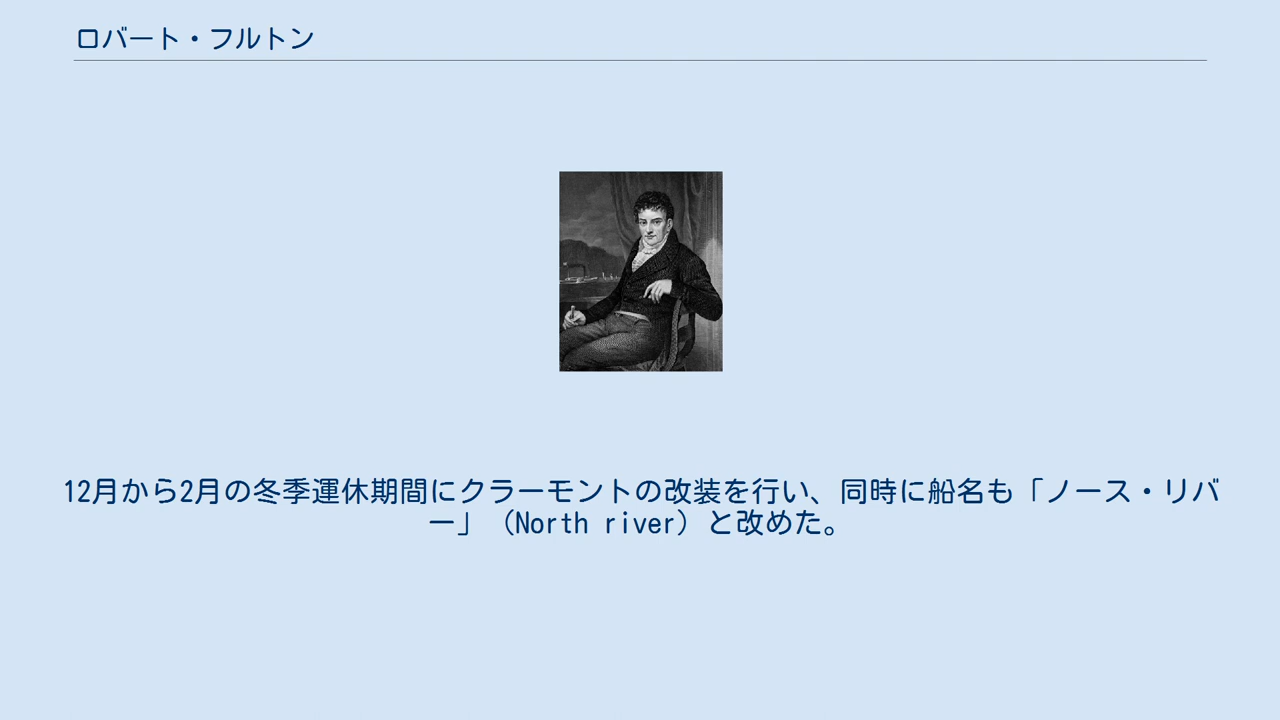 ロバート・フルトン
12月から2月の冬季運休期間にクラーモントの改装を行い、同時に船名も「ノース・リバ
ー」（North river）と改めた。